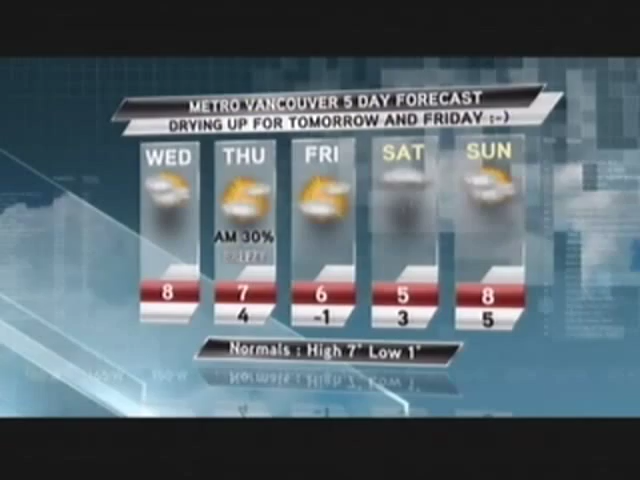 METRO VANCOUVER 5 DAY FORECAST
DRYING UP FOR TOMORROW AND FRIDAY ;-)
WED THU FRI SAT SUN
AM 30%
BREEZY
8 7 6 5 8
4 -1 3 5
Normals : High 7° Low 1°